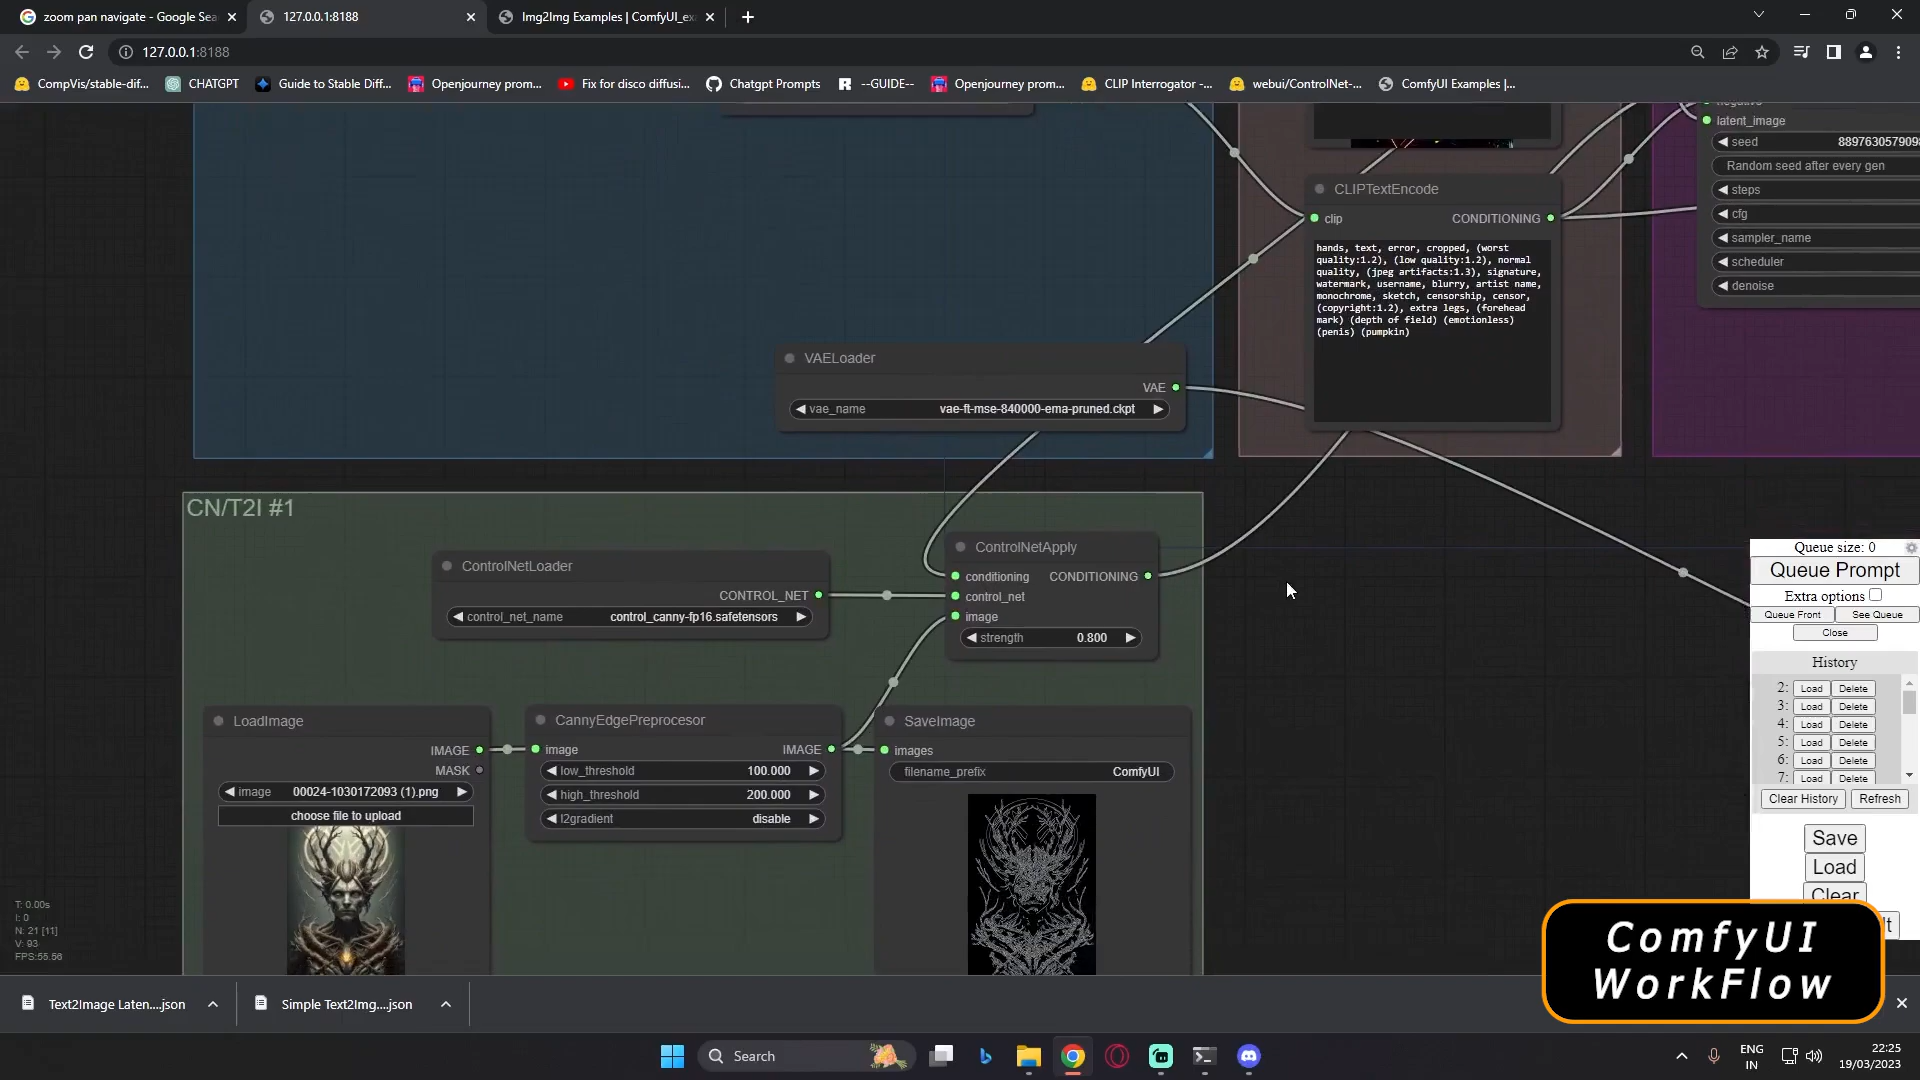 zoom pan navigate - Google Sea
127.0.0.1:8188
Img2Img Examples | ComfyUI_ex
127.0.0.1:8188
CompVis/stable-dif...
CHATGPT
Guide to Stable Diff...
Openjourney prom...
Fix for disco diffusi...
Chatgpt Prompts
--GUIDE--
Openjourney prom...
CLIP Interrogator -...
webui/ControlNet-...
ComfyUI Examples |...
negative
latent_image
seed 8897630579098
Random seed after every gen
steps
cfg
sampler_name
scheduler
denoise
CLIPTextEncode
clip CONDITIONING
hands, text, error, cropped, (worst
quality:1.2), (low quality:1.2), normal
quality, (jpeg artifacts:1.3), signature,
watermark, username, blurry, artist name,
monochrome, sketch, censorship, censor,
(copyright:1.2), extra legs, (forehead
mark) (depth of field) (emotionless)
(penis) (pumpkin)
VAELoader
VAE
vae_name vae-ft-mse-840000-ema-pruned.ckpt
CN/T2I #1
ControlNetLoader
CONTROL_NET
control_net_name control_canny-fp16.safetensors
ControlNetApply
conditioning CONDITIONING
control_net
image
strength 0.800
LoadImage
IMAGE
MASK
image 00024-1030172093 (1).png
choose file to upload
CannyEdgePreprocesor
image IMAGE
low_threshold 100.000
high_threshold 200.000
l2gradient disable
SaveImage
images
filename_prefix ComfyUI
Queue size: 0
Queue Prompt
Extra options
Queue Front See Queue
Close
History
2: Load Delete
3: Load Delete
4: Load Delete
5: Load Delete
6: Load Delete
7: Load Delete
Clear History Refresh
Save
Load
Clear
lt
T: 0.00s
I: 0
N: 21 [11]
V: 93
FPS:55.56
ComfyUI
WorkFlow
Text2Image Laten....json
Simple Text2Img....json
Search
ENG
IN
22:25
19/03/2023